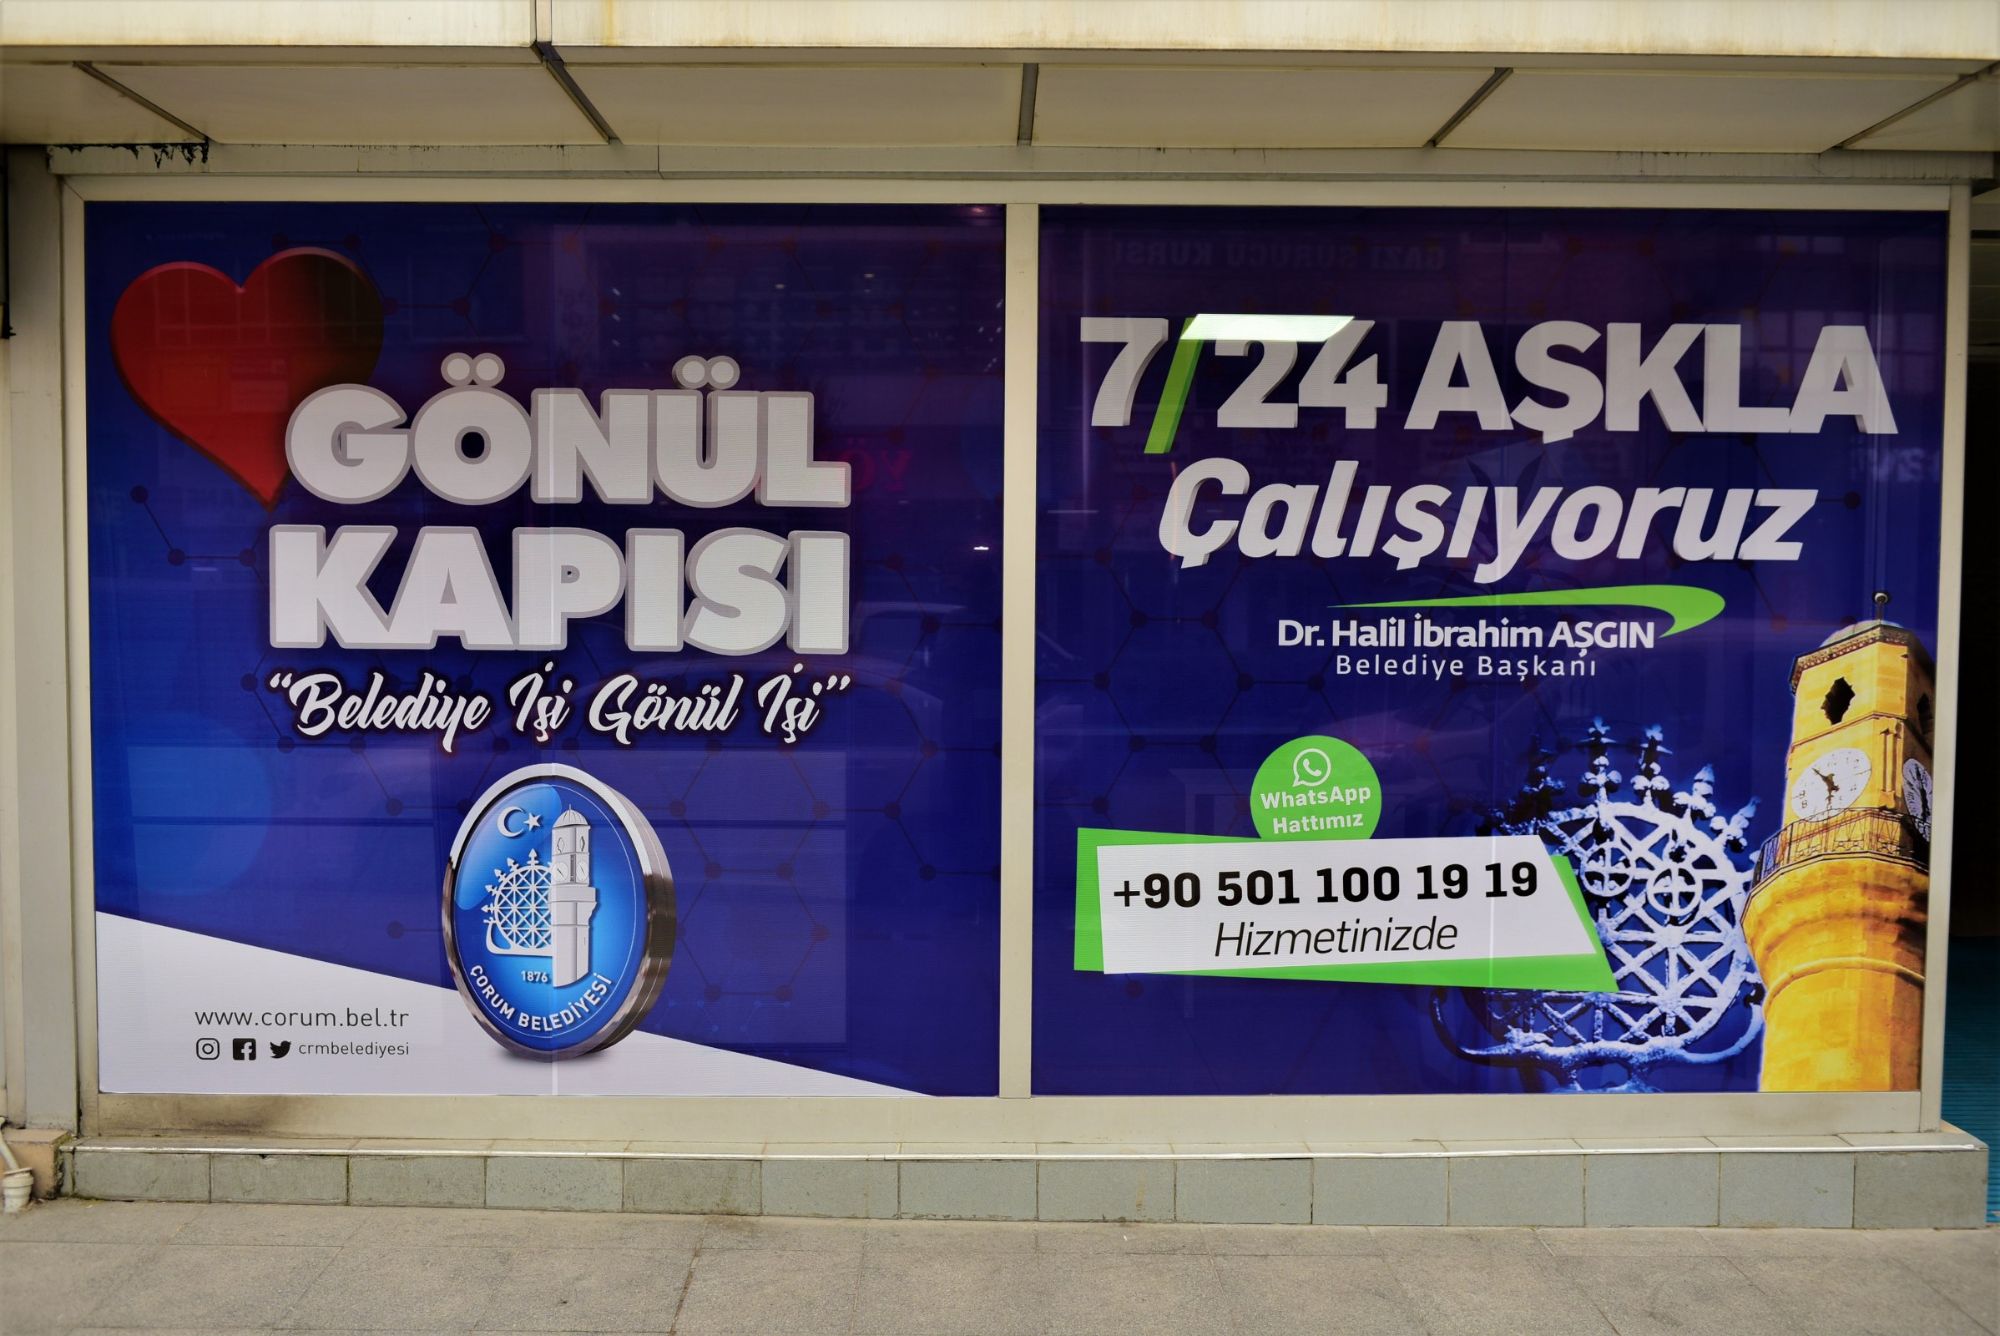 GÖNÜL
KAPISI
"Belediye İşi Gönül İşi"
1876
ÇORUM BELEDİYESİ
www.corum.bel.tr
crmbelediyesi
7/24 AŞKLA
Çalışıyoruz
Dr. Halil İbrahim AŞGIN
Belediye Başkanı
WhatsApp
Hattımız
+90 501 100 19 19
Hizmetinizde